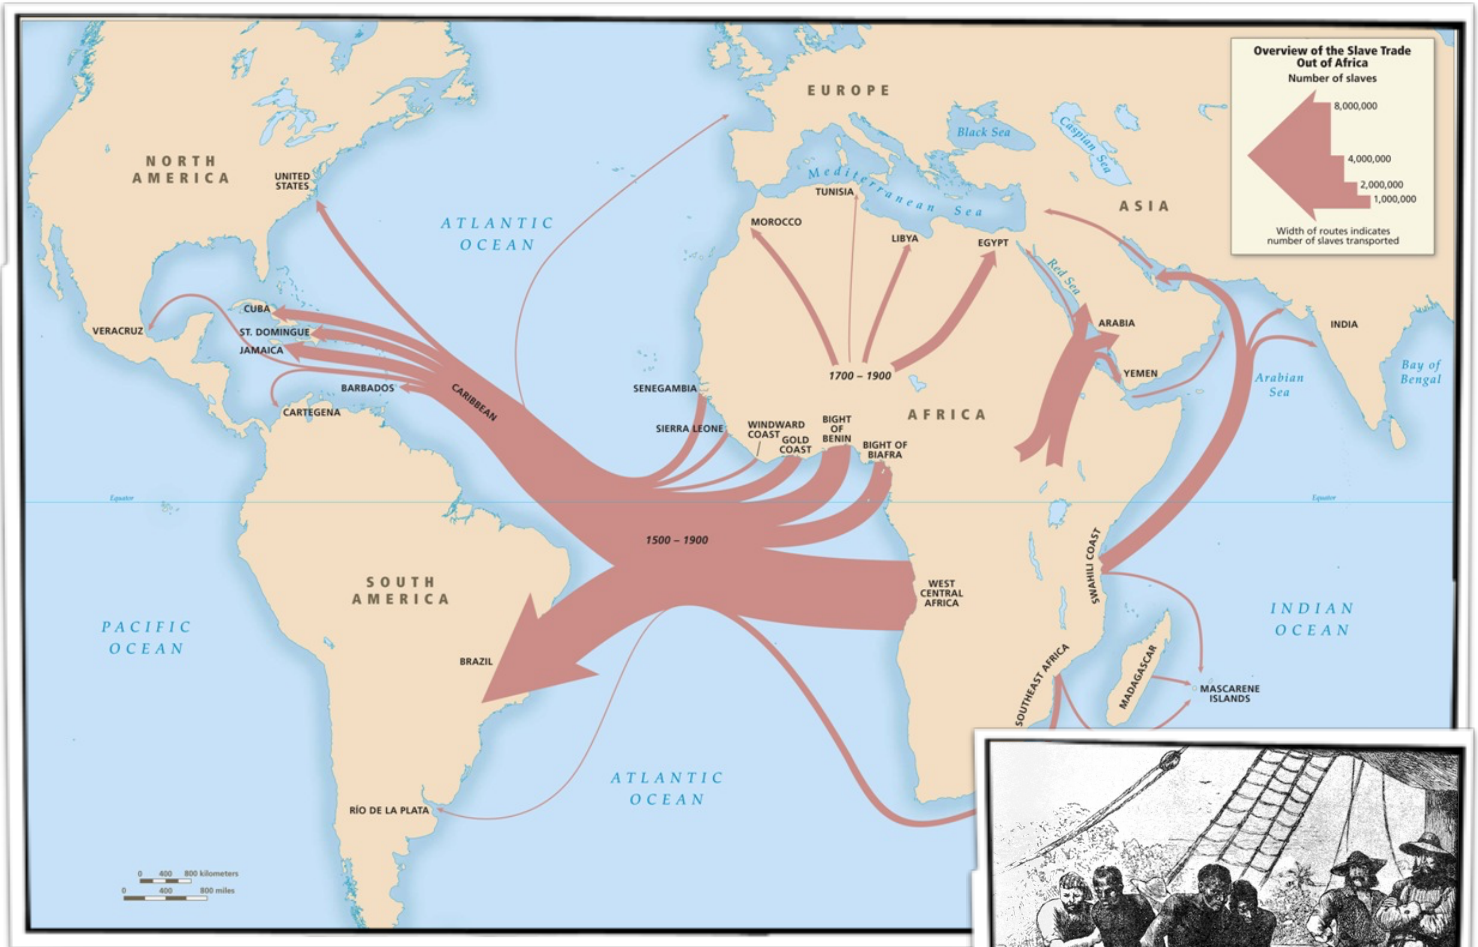 Overview of the Slave Trade
Out of Africa
Number of slaves
8,000,000
4,000,000
2,000,000
1,000,000
Width of routes indicates
number of slaves transported
EUROPE
Black Sea
Caspian Sea
NORTH
AMERICA
UNITED
STATES
Mediterranean Sea
TUNISIA
ASIA
ATLANTIC
OCEAN
MOROCCO
LIBYA
EGYPT
Red Sea
CUBA
VERACRUZ
ST. DOMINGUE
JAMAICA
ARABIA
INDIA
BARBADOS
CARIBBEAN
CARTEGENA
SENEGAMBIA
1700 – 1900
YEMEN
Arabian
Sea
Bay of
Bengal
SIERRA LEONE
WINDWARD
COAST
GOLD
COAST
BIGHT
OF
BENIN
BIGHT OF
BIAFRA
AFRICA
Equator
Equator
1500 – 1900
SOUTH
AMERICA
WEST
CENTRAL
AFRICA
SWAHILI COAST
INDIAN
OCEAN
PACIFIC
OCEAN
BRAZIL
SOUTHEAST AFRICA
MADAGASCAR
MASCARENE
ISLANDS
ATLANTIC
OCEAN
RÍO DE LA PLATA
0 400 800 kilometers
0 400 800 miles